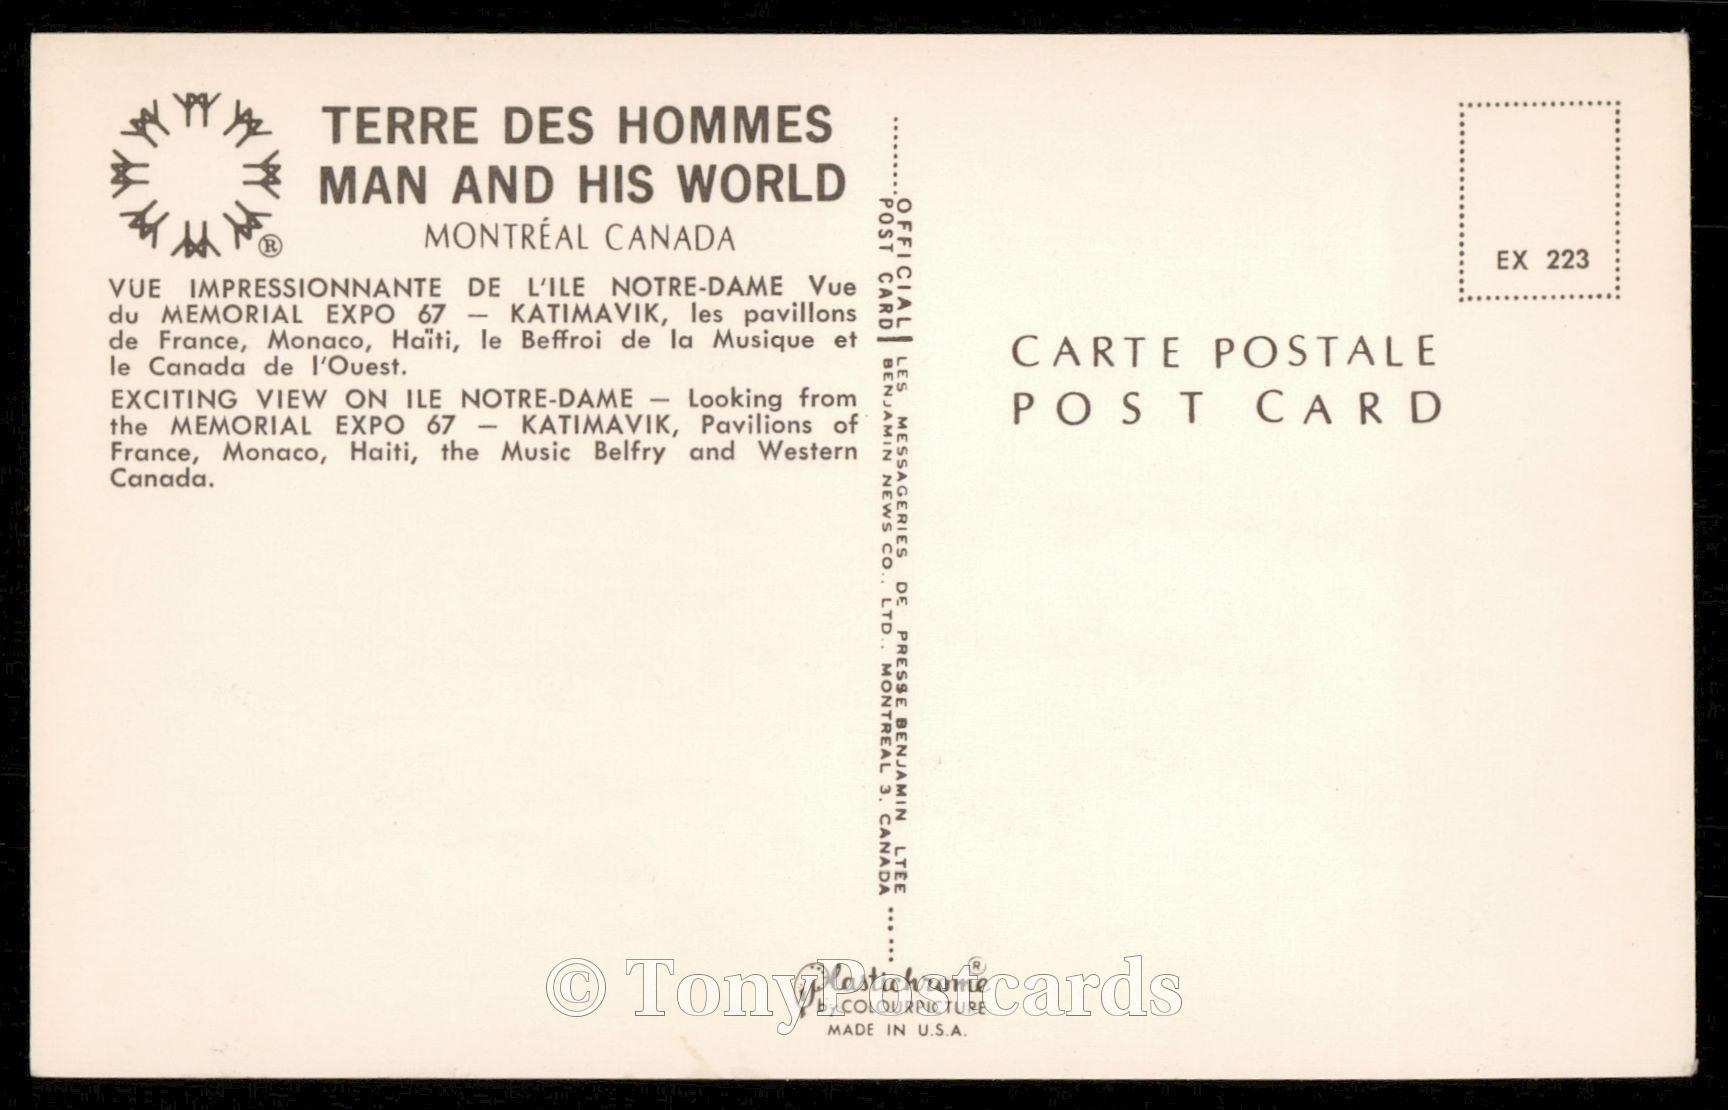 TERRE DES HOMMES
MAN AND HIS WORLD
MONTRÉAL CANADA
®
VUE IMPRESSIONNANTE DE L'ILE NOTRE-DAME Vue
du MEMORIAL EXPO 67 — KATIMAVIK, les pavillons
de France, Monaco, Haïti, le Beffroi de la Musique et
le Canada de l'Ouest.
EXCITING VIEW ON ILE NOTRE-DAME — Looking from
the MEMORIAL EXPO 67 — KATIMAVIK, Pavilions of
France, Monaco, Haiti, the Music Belfry and Western
Canada.
OFFICIAL
POST CARD
LES MESSAGERIES DE PRESSE BENJAMIN LTÉE
BENJAMIN NEWS CO., LTD., MONTREAL 3, CANADA
EX 223
CARTE POSTALE
POST CARD
Plastichrome ®
by COLOURPICTURE
MADE IN U.S.A.
© TonyPostcards